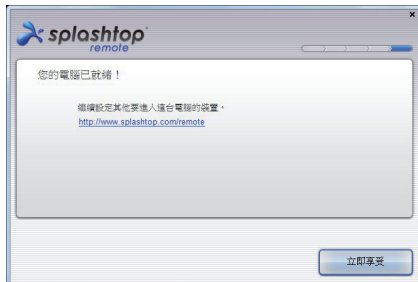 splashtop
remote
您的電腦已就緒！
繼續設定其他要進入這台電腦的裝置。
http://www.splashtop.com/remote
立即享受